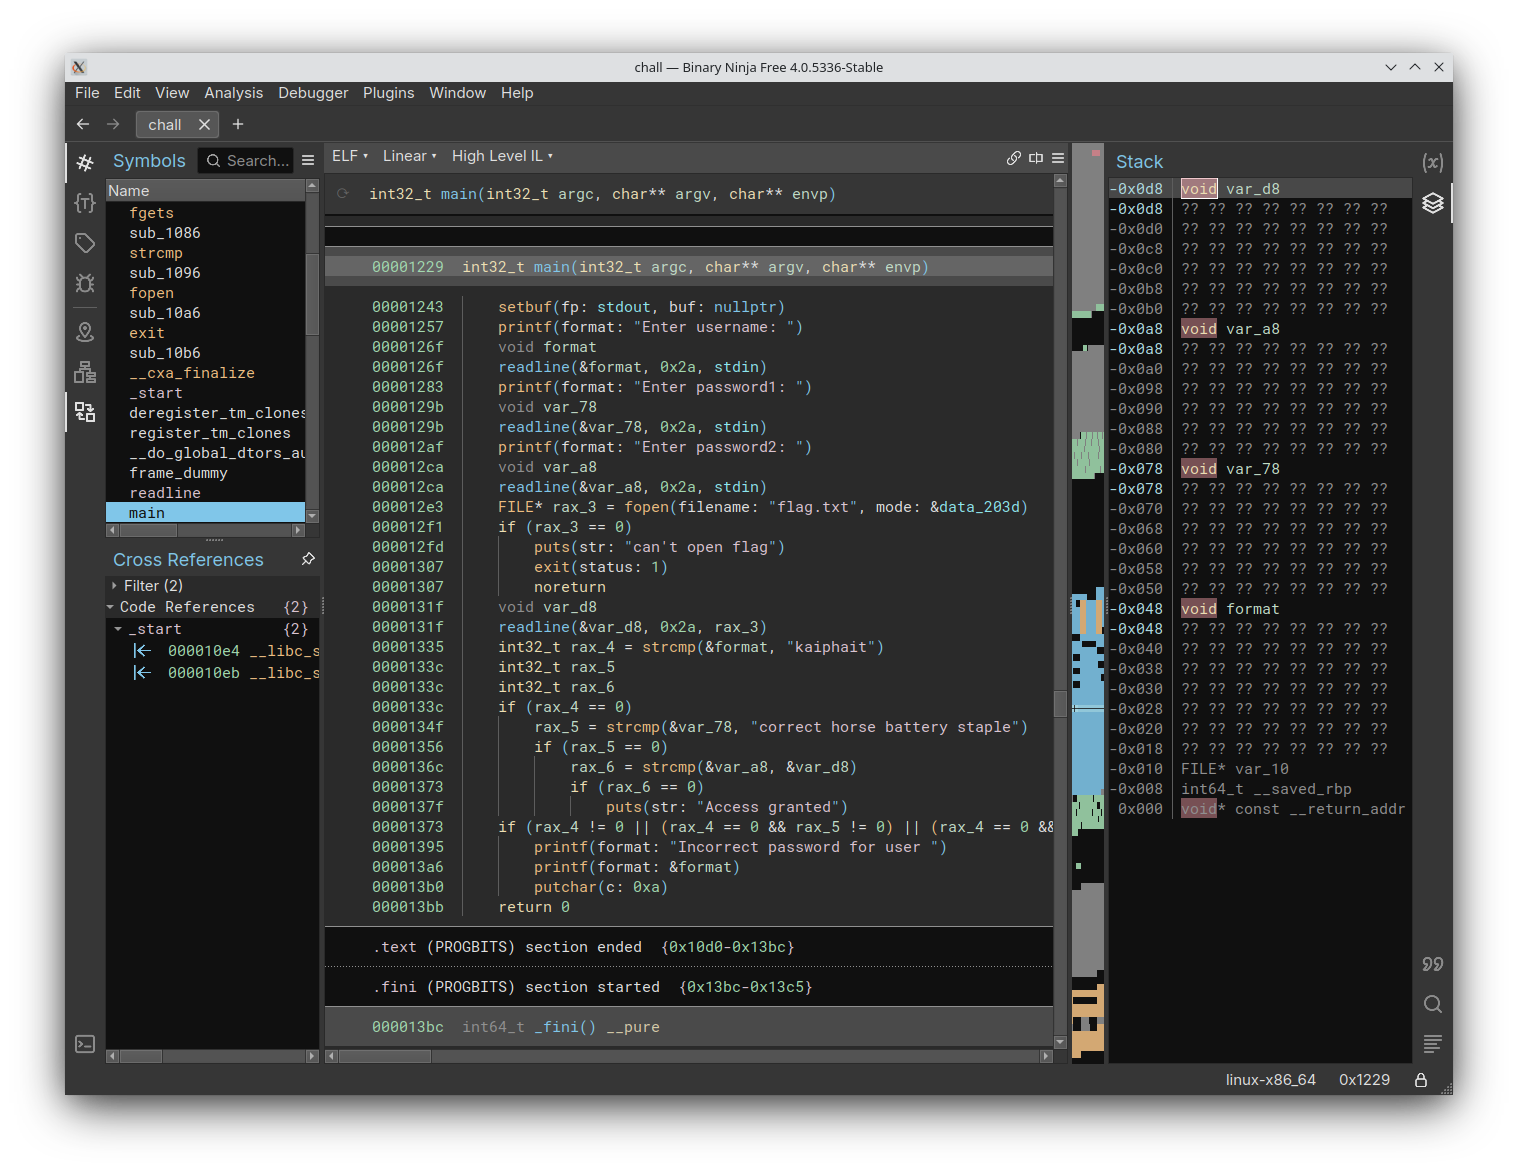 chall — Binary Ninja Free 4.0.5336-Stable
File Edit View Analysis Debugger Plugins Window Help
chall
Symbols
Search...
Name
fgets
sub_1086
strcmp
sub_1096
fopen
sub_10a6
exit
sub_10b6
__cxa_finalize
_start
deregister_tm_clones
register_tm_clones
__do_global_dtors_au
frame_dummy
readline
main
Cross References
Filter (2)
Code References {2}
_start {2}
000010e4 __libc_s
000010eb __libc_s
ELF Linear High Level IL
int32_t main(int32_t argc, char** argv, char** envp)
00001229 int32_t main(int32_t argc, char** argv, char** envp)
00001243 setbuf(fp: stdout, buf: nullptr)
00001257 printf(format: "Enter username: ")
0000126f void format
0000126f readline(&format, 0x2a, stdin)
00001283 printf(format: "Enter password1: ")
0000129b void var_78
0000129b readline(&var_78, 0x2a, stdin)
000012af printf(format: "Enter password2: ")
000012ca void var_a8
000012ca readline(&var_a8, 0x2a, stdin)
000012e3 FILE* rax_3 = fopen(filename: "flag.txt", mode: &data_203d)
000012f1 if (rax_3 == 0)
000012fd puts(str: "can't open flag")
00001307 exit(status: 1)
00001307 noreturn
0000131f void var_d8
0000131f readline(&var_d8, 0x2a, rax_3)
00001335 int32_t rax_4 = strcmp(&format, "kaiphait")
0000133c int32_t rax_5
0000133c int32_t rax_6
0000133c if (rax_4 == 0)
0000134f rax_5 = strcmp(&var_78, "correct horse battery staple")
00001356 if (rax_5 == 0)
0000136c rax_6 = strcmp(&var_a8, &var_d8)
00001373 if (rax_6 == 0)
0000137f puts(str: "Access granted")
00001373 if (rax_4 != 0 || (rax_4 == 0 && rax_5 != 0) || (rax_4 == 0 &&
00001395 printf(format: "Incorrect password for user ")
000013a6 printf(format: &format)
000013b0 putchar(c: 0xa)
000013bb return 0
.text (PROGBITS) section ended {0x10d0-0x13bc}
.fini (PROGBITS) section started {0x13bc-0x13c5}
000013bc int64_t _fini() __pure
Stack
-0x0d8 void var_d8
-0x0d8 ?? ?? ?? ?? ?? ?? ?? ??
-0x0d0 ?? ?? ?? ?? ?? ?? ?? ??
-0x0c8 ?? ?? ?? ?? ?? ?? ?? ??
-0x0c0 ?? ?? ?? ?? ?? ?? ?? ??
-0x0b8 ?? ?? ?? ?? ?? ?? ?? ??
-0x0b0 ?? ?? ?? ?? ?? ?? ?? ??
-0x0a8 void var_a8
-0x0a8 ?? ?? ?? ?? ?? ?? ?? ??
-0x0a0 ?? ?? ?? ?? ?? ?? ?? ??
-0x098 ?? ?? ?? ?? ?? ?? ?? ??
-0x090 ?? ?? ?? ?? ?? ?? ?? ??
-0x088 ?? ?? ?? ?? ?? ?? ?? ??
-0x080 ?? ?? ?? ?? ?? ?? ?? ??
-0x078 void var_78
-0x078 ?? ?? ?? ?? ?? ?? ?? ??
-0x070 ?? ?? ?? ?? ?? ?? ?? ??
-0x068 ?? ?? ?? ?? ?? ?? ?? ??
-0x060 ?? ?? ?? ?? ?? ?? ?? ??
-0x058 ?? ?? ?? ?? ?? ?? ?? ??
-0x050 ?? ?? ?? ?? ?? ?? ?? ??
-0x048 void format
-0x048 ?? ?? ?? ?? ?? ?? ?? ??
-0x040 ?? ?? ?? ?? ?? ?? ?? ??
-0x038 ?? ?? ?? ?? ?? ?? ?? ??
-0x030 ?? ?? ?? ?? ?? ?? ?? ??
-0x028 ?? ?? ?? ?? ?? ?? ?? ??
-0x020 ?? ?? ?? ?? ?? ?? ?? ??
-0x018 ?? ?? ?? ?? ?? ?? ?? ??
-0x010 FILE* var_10
-0x008 int64_t __saved_rbp
0x000 void* const __return_addr
linux-x86_64 0x1229